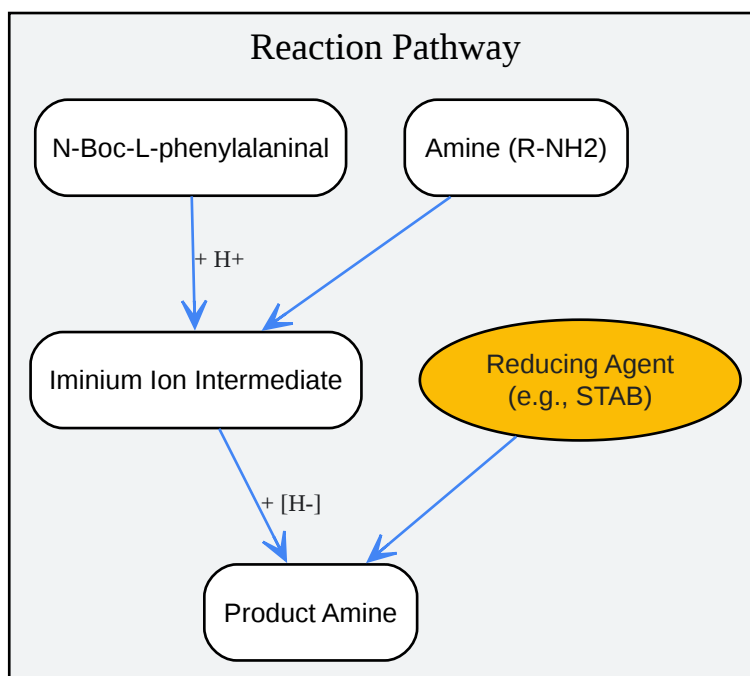 Reaction Pathway
N-Boc-L-phenylalaninal
Amine (R-NH2)
+ H+
Iminium Ion Intermediate
Reducing Agent
(e.g., STAB)
+ [H-]
Product Amine